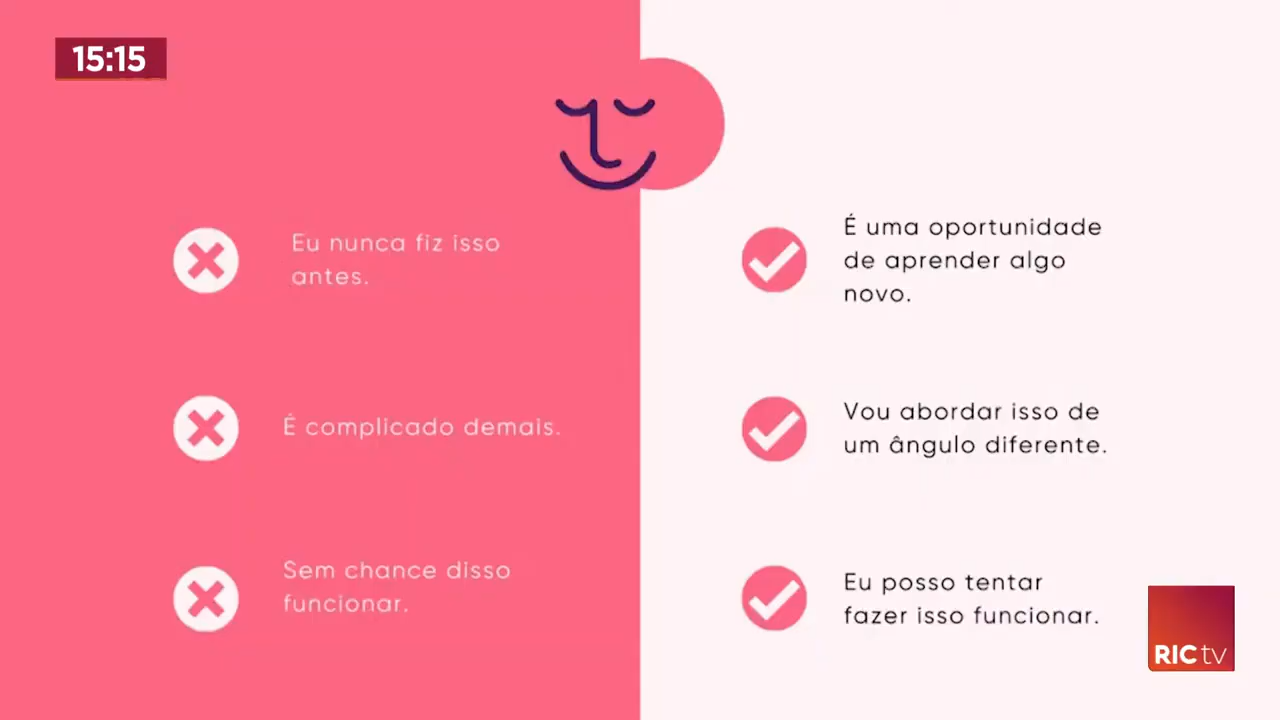 15:15
Eu nunca fiz isso
antes.
É uma oportunidade
de aprender algo
novo.
É complicado demais.
Vou abordar isso de
um ângulo diferente.
Sem chance disso
funcionar.
Eu posso tentar
fazer isso funcionar.
RIC tv